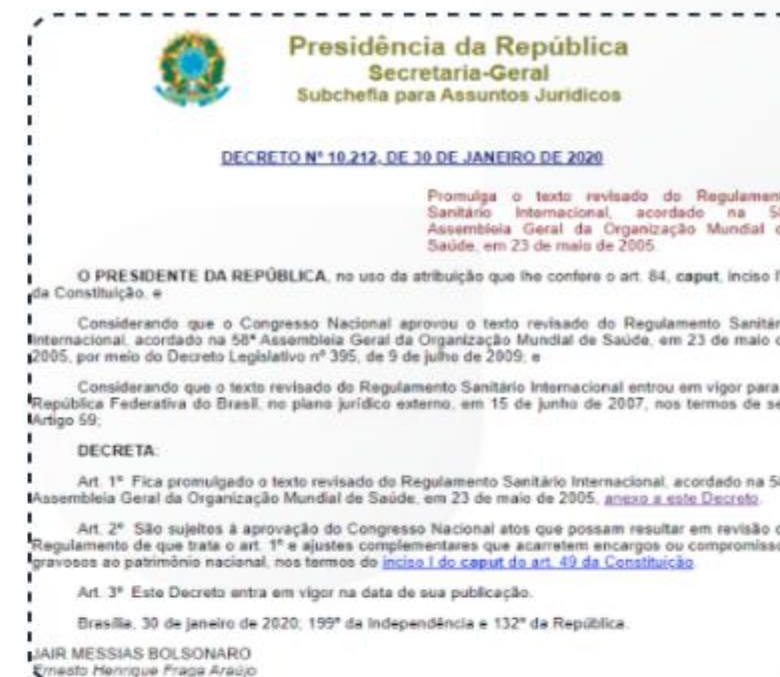 Presidência da República
Secretaria-Geral
Subchefia para Assuntos Jurídicos
DECRETO Nº 10.212, DE 30 DE JANEIRO DE 2020
Promulga o texto revisado do
Sanitário Internacional, acordado na
Assembleia Geral da Organização Mundial
Saúde, em 23 de maio de 2005.
O PRESIDENTE DA REPÚBLICA, no uso da atribuição que lhe confere o art. 84, caput, inciso
da Constituição, e
Considerando que o Congresso Nacional aprovou o texto revisado do Regulamento
Internacional, acordado na 58ª Assembleia Geral da Organização Mundial de Saúde, em 23 de maio
2005, por meio do Decreto Legislativo nº 395, de 9 de julho de 2009; e
Considerando que o texto revisado do Regulamento Sanitário Internacional entrou em vigor para
República Federativa do Brasil, no plano jurídico externo, em 15 de junho de 2007, nos termos de
Artigo 59;
DECRETA:
Art. 1º Fica promulgado o texto revisado do Regulamento Sanitário Internacional, acordado na
Assembleia Geral da Organização Mundial de Saúde, em 23 de maio de 2005, anexo a este Decreto.
Art. 2º São sujeitos à aprovação do Congresso Nacional atos que possam resultar em revisão
Regulamento de que trata o art. 1º e ajustes complementares que acarretem encargos ou
gravosos ao patrimônio nacional, nos termos do inciso I do caput do art. 49 da Constituição.
Art. 3º Este Decreto entra em vigor na data de sua publicação.
Brasília, 30 de janeiro de 2020; 199º da Independência e 132º da República.
JAIR MESSIAS BOLSONARO
Ernesto Henrique Fraga Araújo